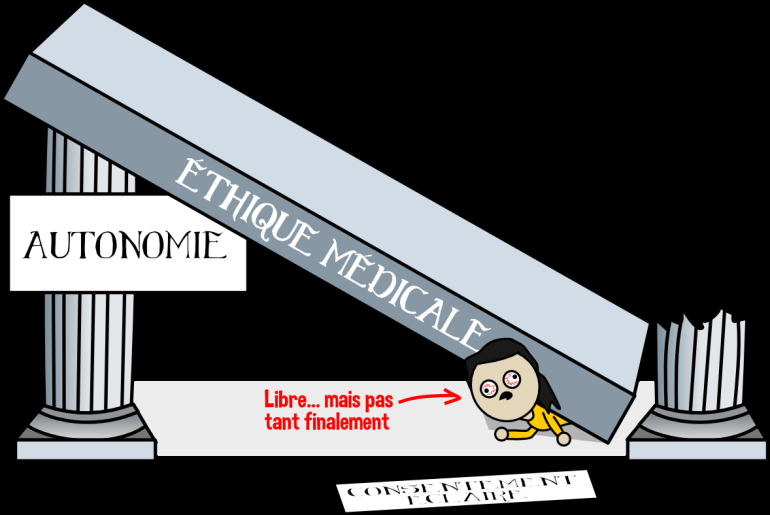 ÉTHIQUE MÉDICALE
AUTONOMIE
Libre... mais pas
tant finalement
CONSENTEMENT
ÉCLAIRÉ